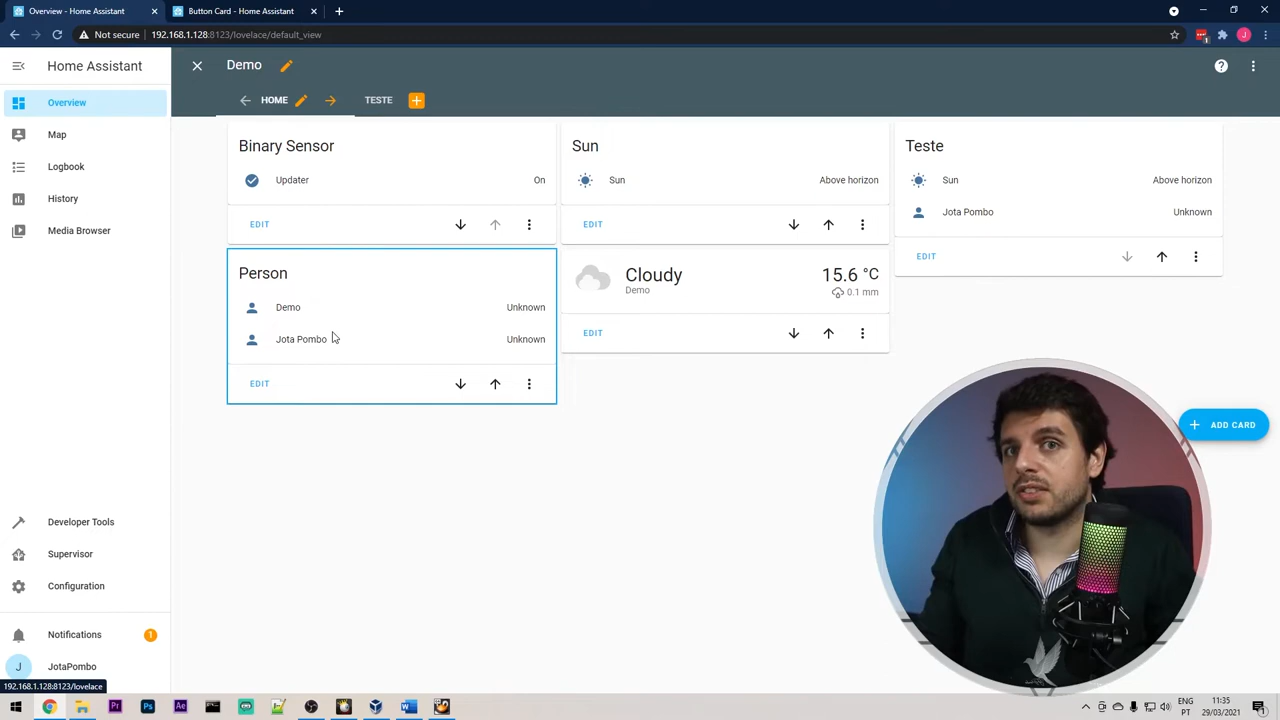 Overview - Home Assistant
Button Card - Home Assistant
Not secure
192.168.1.128:8123/lovelace/default_view
J
Home Assistant
Demo
Overview
HOME
TESTE
Map
Logbook
History
Media Browser
Binary Sensor
Updater
On
EDIT
Sun
Sun
Above horizon
EDIT
Teste
Sun
Above horizon
Jota Pombo
Unknown
EDIT
Person
Demo
Unknown
Jota Pombo
Unknown
EDIT
Cloudy
Demo
15.6 °C
0.1 mm
EDIT
ADD CARD
Developer Tools
Supervisor
Configuration
Notifications
1
J
JotaPombo
192.168.1.128:8123/lovelace
Pr
Ps
Ae
ENG
PT
11:35
29/03/2021
1